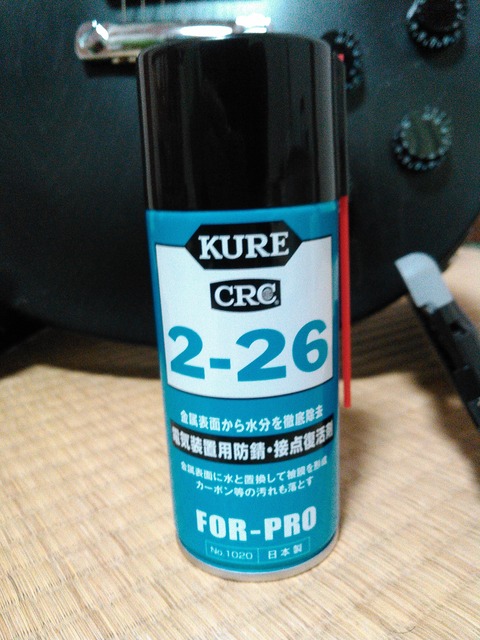 KURE
CRC
2-26
金属表面から水分を徹底除去
電気装置用防錆・接点復活剤
金属表面に水と置換して被膜を形成
カーボン等の汚れも落とす
FOR-PRO
No.1020 日本製